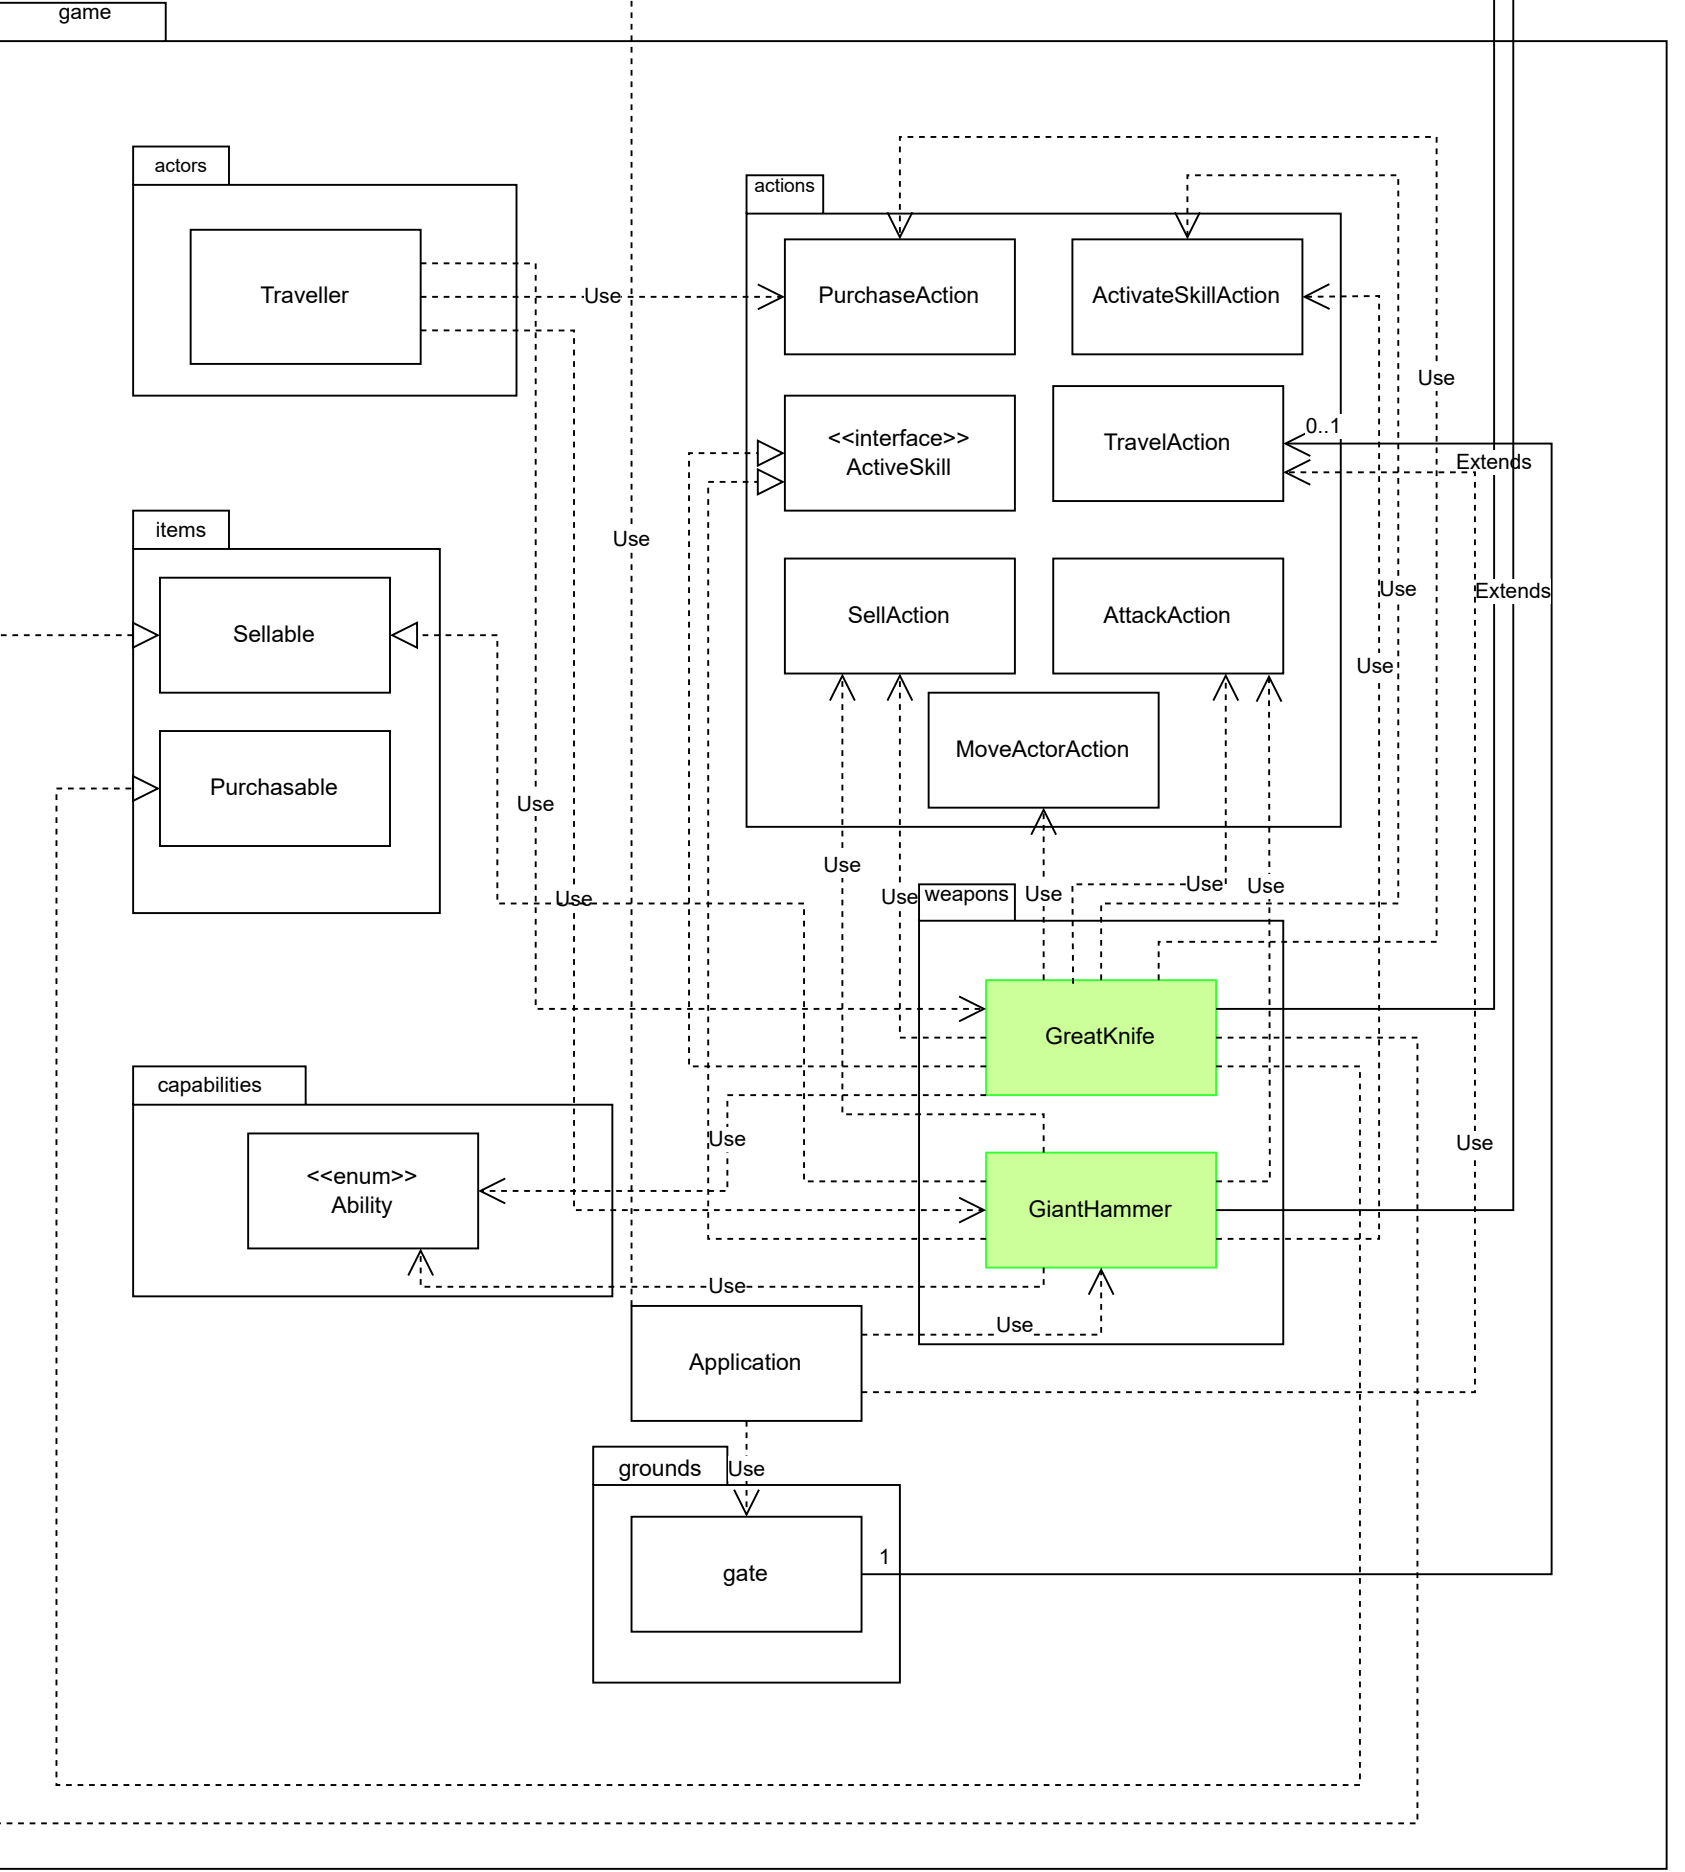 game
actors
actions
Traveller
Use
PurchaseAction
ActivateSkillAction
Use
<<interface>>
ActiveSkill
TravelAction
0..1
Extends
items
Use
Sellable
SellAction
AttackAction
Use
Extends
Use
Purchasable
MoveActorAction
Use
Use
Use
Use
weapons
Use
Use
Use
GreatKnife
capabilities
Use
Use
<<enum>>
Ability
GiantHammer
Use
Use
Application
grounds
Use
1
gate